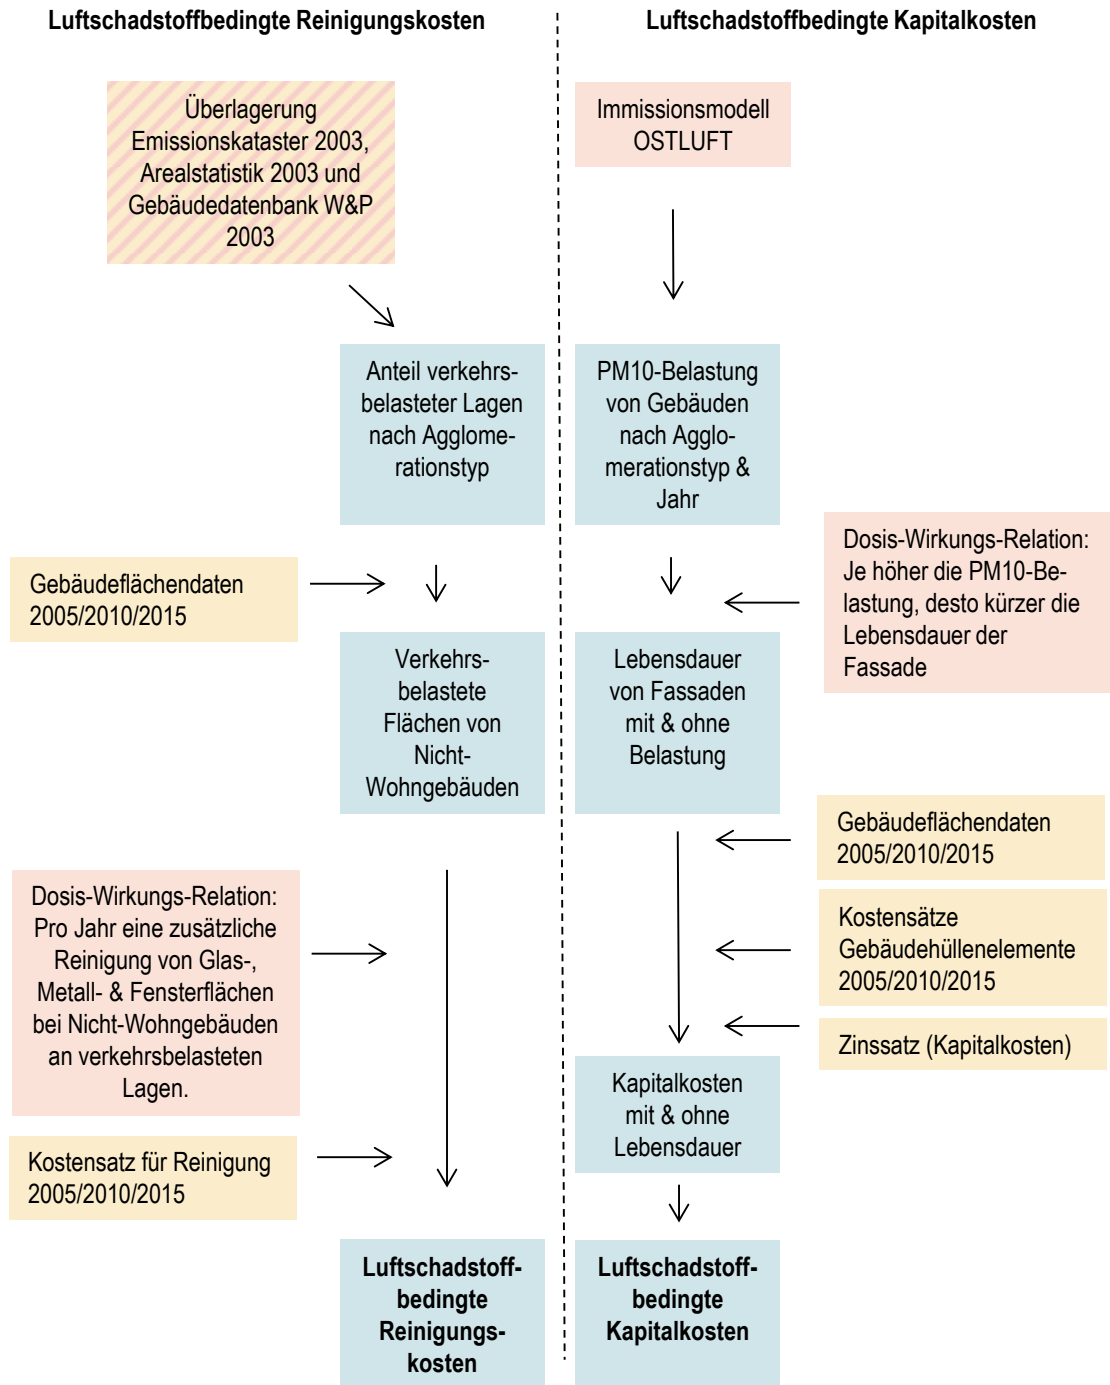 Luftschadstoffbedingte Reinigungskosten
Überlagerung
Emissionskataster 2003,
Arealstatistik 2003 und
Gebäudedatenbank W&P
2003
Anteil verkehrs-
belasteter Lagen
nach Agglome-
rationstyp
Gebäudeflächendaten
2005/2010/2015
Verkehrs-
belastete
Flächen von
Nicht-
Wohngebäuden
Dosis-Wirkungs-Relation:
Pro Jahr eine zusätzliche
Reinigung von Glas-,
Metall- & Fensterflächen
bei Nicht-Wohngebäuden
an verkehrsbelasteten
Lagen.
Kostensatz für Reinigung
2005/2010/2015
Luftschadstoff-
bedingte
Reinigungs-
kosten
Luftschadstoffbedingte Kapitalkosten
Immissionsmodell
OSTLUFT
PM10-Belastung
von Gebäuden
nach Agglo-
merationstyp &
Jahr
Dosis-Wirkungs-Relation:
Je höher die PM10-Be-
lastung, desto kürzer die
Lebensdauer der
Fassade
Lebensdauer
von Fassaden
mit & ohne
Belastung
Gebäudeflächendaten
2005/2010/2015
Kostensätze
Gebäudehüllenelemente
2005/2010/2015
Zinssatz (Kapitalkosten)
Kapitalkosten
mit & ohne
Lebensdauer
Luftschadstoff-
bedingte
Kapitalkosten